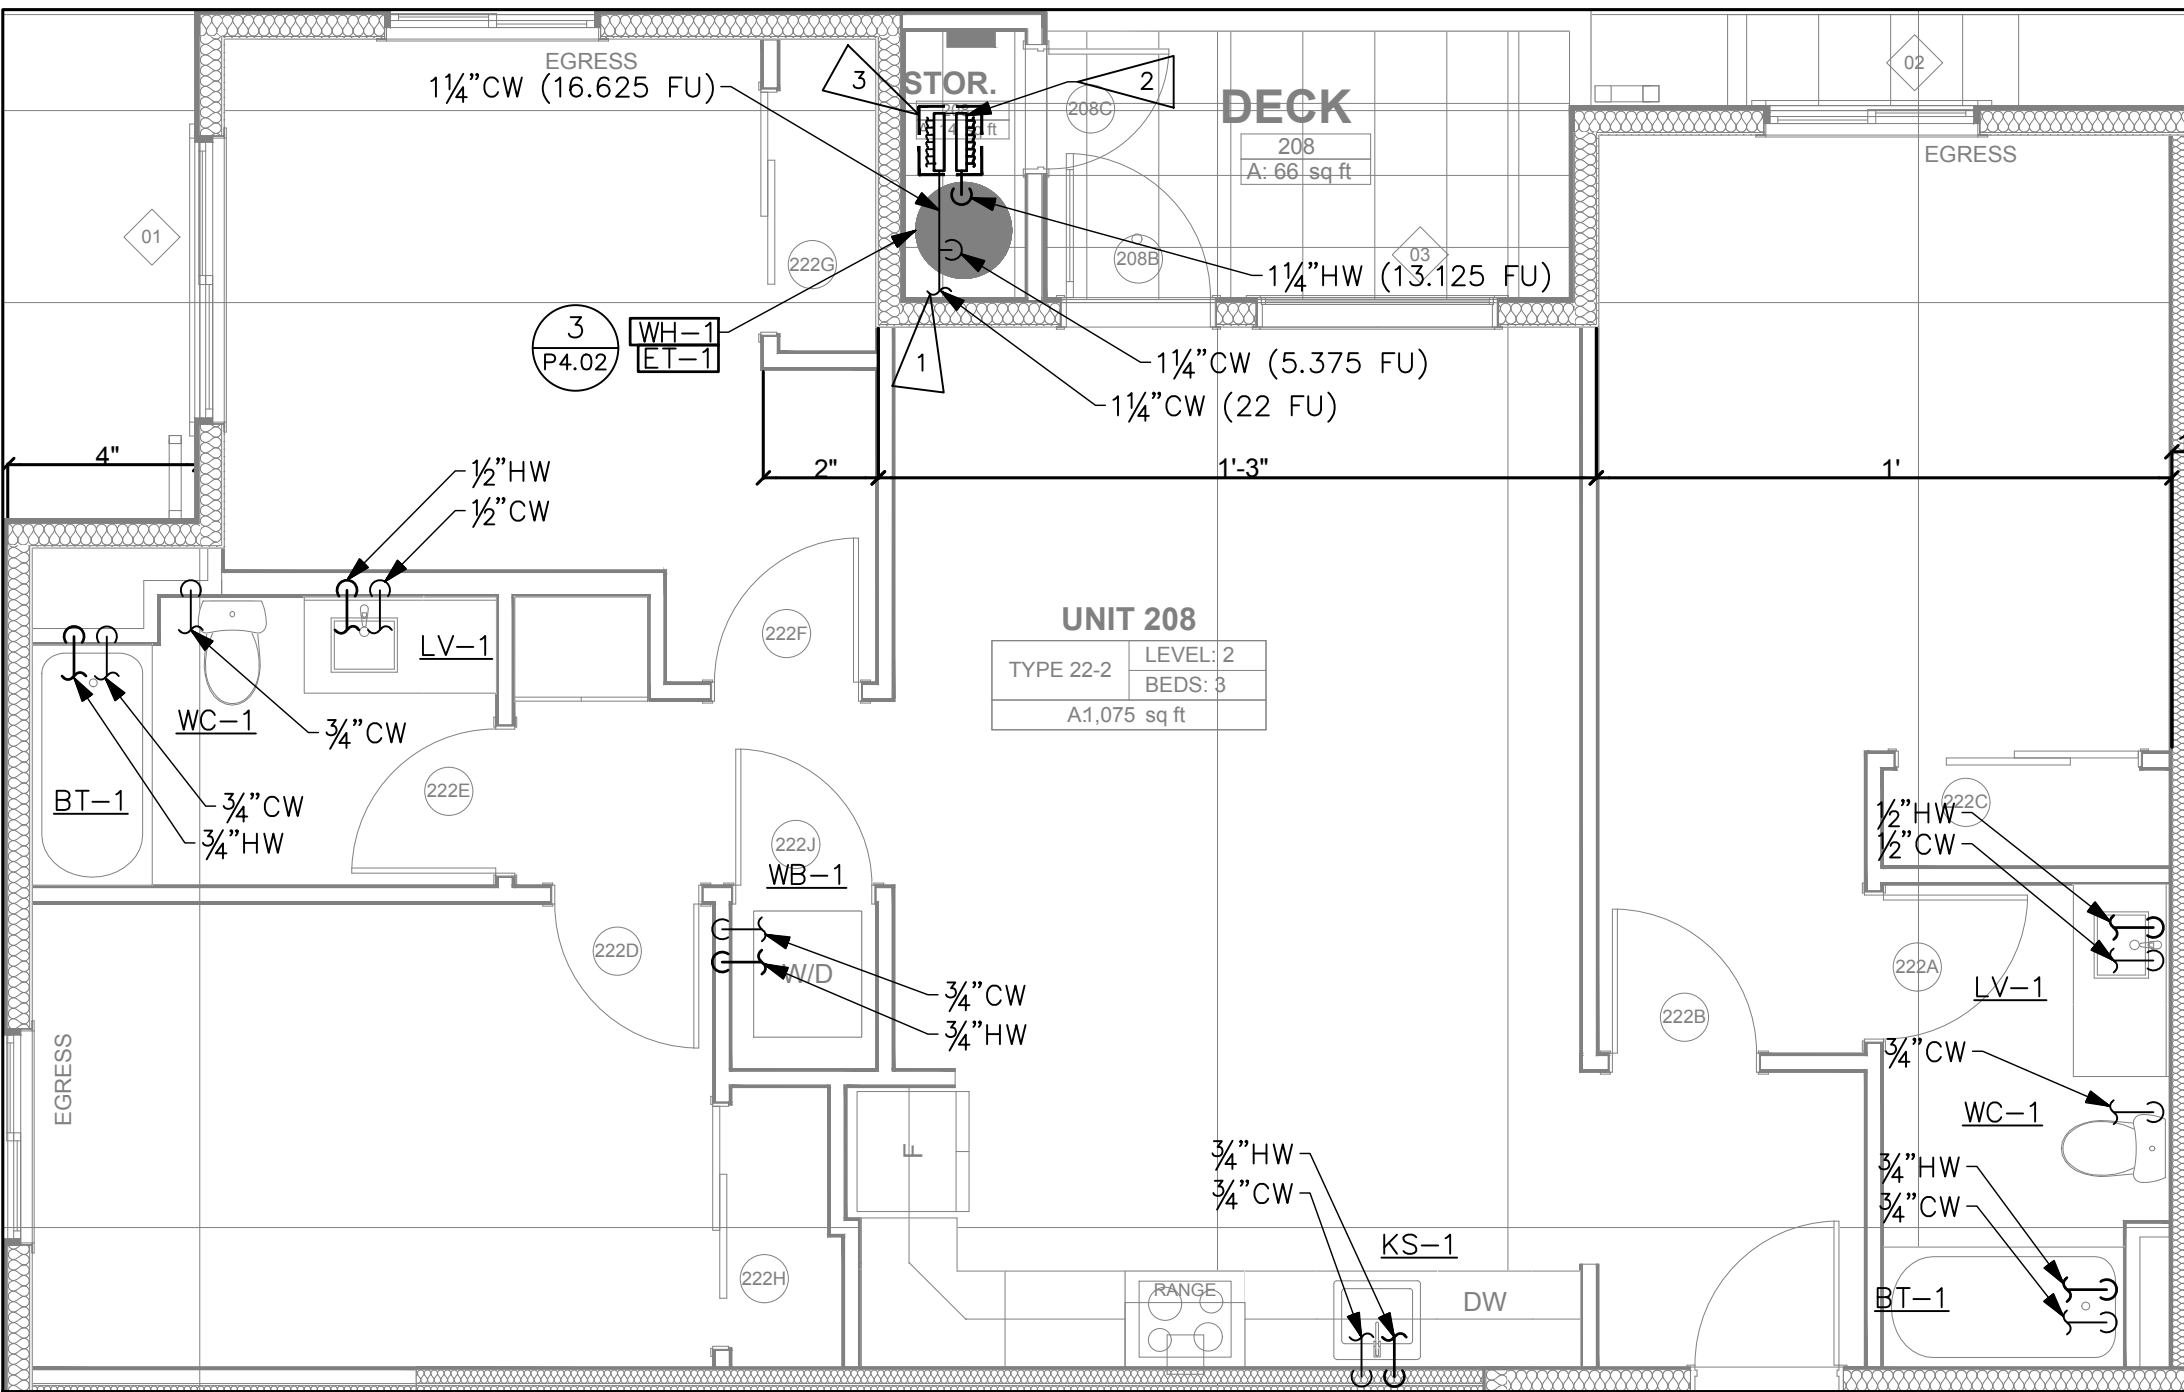 EGRESS
1¼"CW (16.625 FU)
3
STOR.
2
208C
DECK
208
A: 66 sq ft
02
EGRESS
01
222G
208B
03
1¼"HW (13.125 FU)
3
P4.02
WH-1
ET-1
1
1¼"CW (5.375 FU)
1¼"CW (22 FU)
4"
2"
1'-3"
1'
½"HW
½"CW
LV-1
WC-1
¾"CW
BT-1
¾"CW
¾"HW
222E
222F
UNIT 208
TYPE 22-2
LEVEL: 2
BEDS: 3
A:1,075 sq ft
222J
WB-1
222D
W/D
¾"CW
¾"HW
222C
½"HW
½"CW
222A
LV-1
222B
¾"CW
WC-1
¾"HW
¾"CW
BT-1
EGRESS
F
¾"HW
¾"CW
KS-1
222H
RANGE
DW